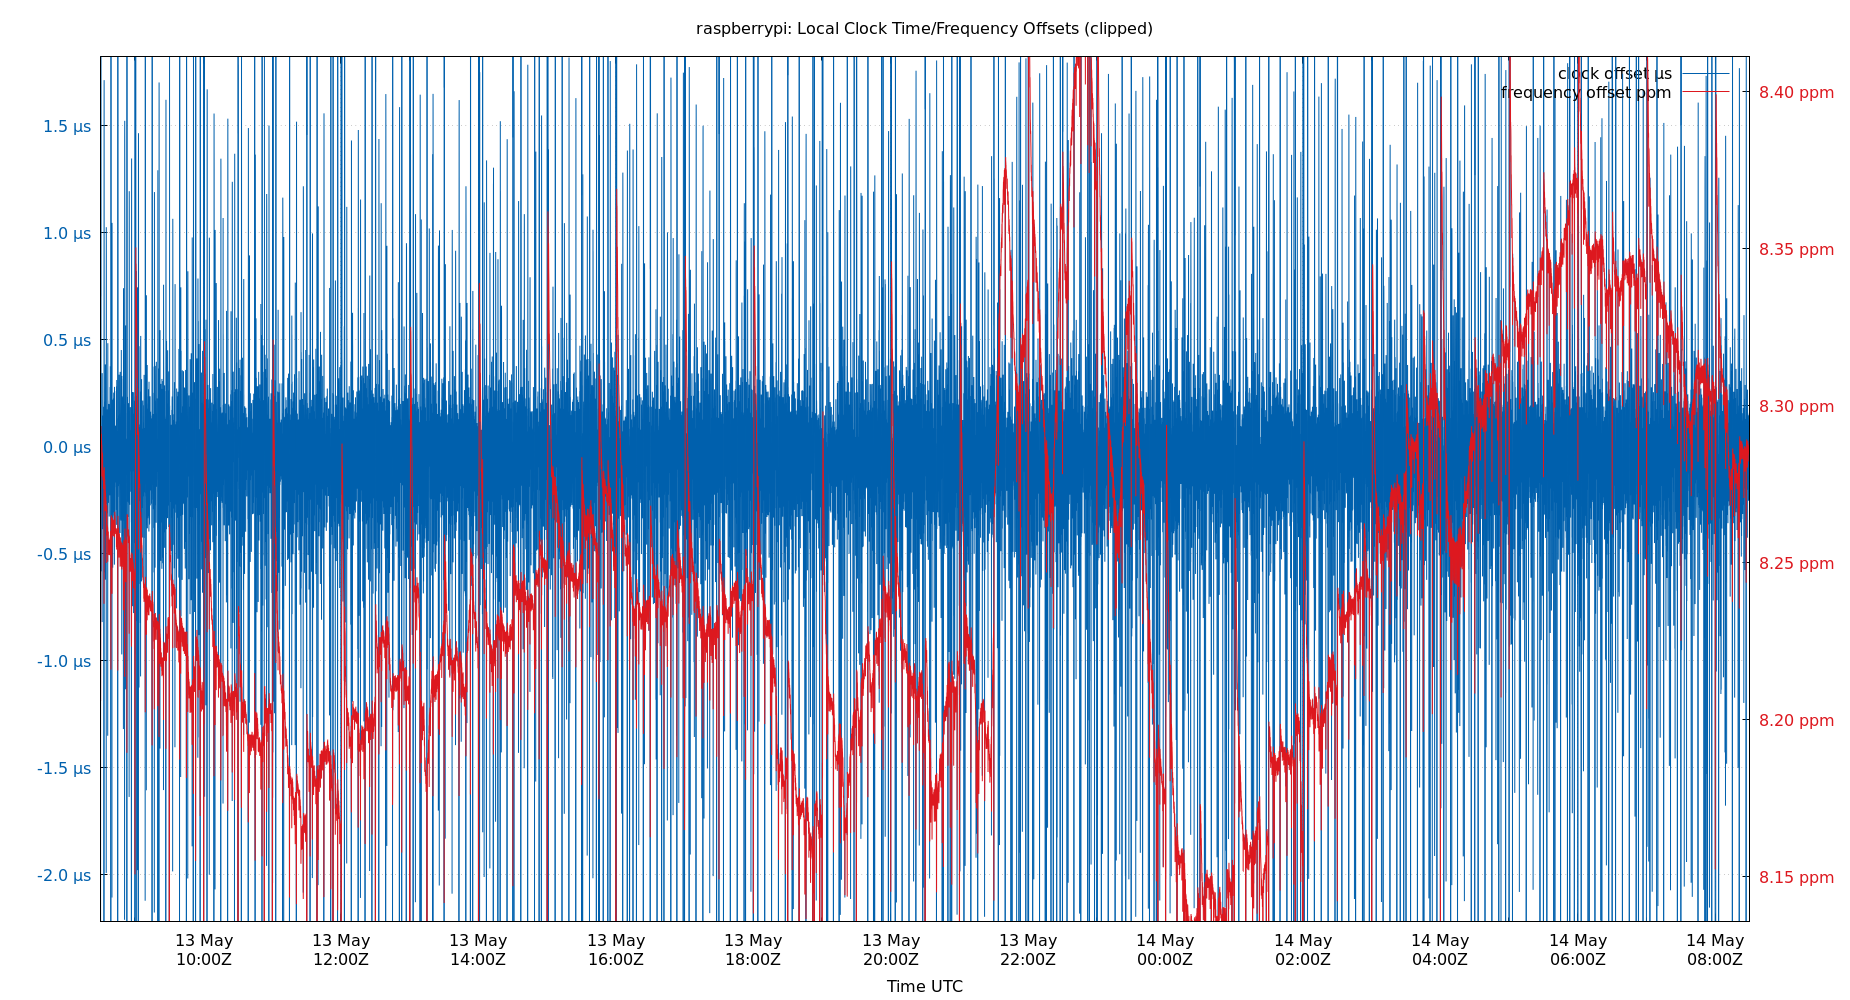 raspberrypi: Local Clock Time/Frequency Offsets (clipped)
clock offset µs
frequency offset ppm
1.5 µs
1.0 µs
0.5 µs
0.0 µs
-0.5 µs
-1.0 µs
-1.5 µs
-2.0 µs
8.40 ppm
8.35 ppm
8.30 ppm
8.25 ppm
8.20 ppm
8.15 ppm
13 May 13 May 13 May 13 May 13 May 13 May 13 May 14 May 14 May 14 May 14 May 14 May
10:00Z 12:00Z 14:00Z 16:00Z 18:00Z 20:00Z 22:00Z 00:00Z 02:00Z 04:00Z 06:00Z 08:00Z
Time UTC